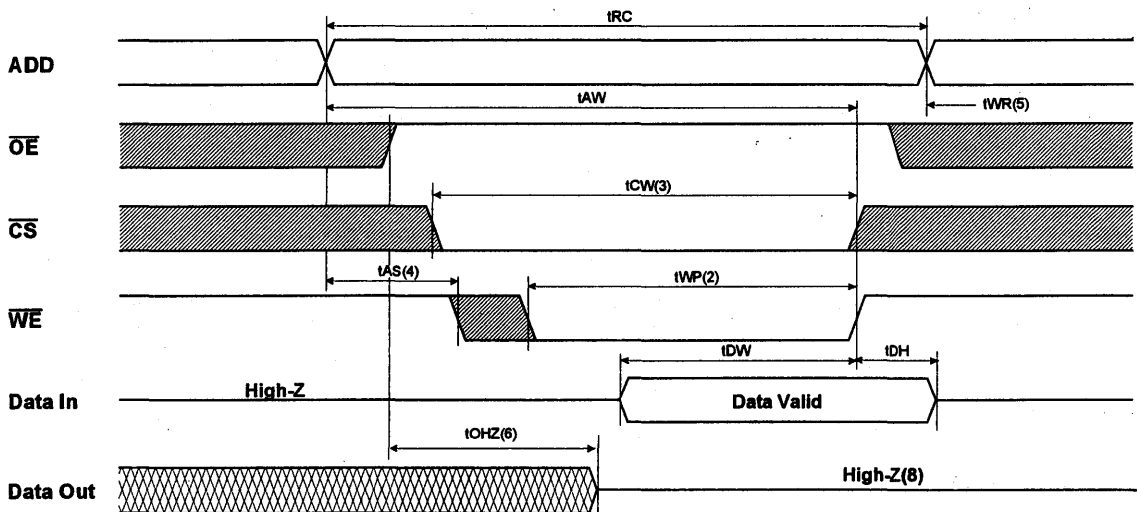 tRC
ADD
tAW
tWR(5)
OE
tCW(3)
CS
tAS(4)
tWP(2)
WE
tDW
tDH
High-Z
Data In
Data Valid
tOHZ(6)
High-Z(8)
Data Out